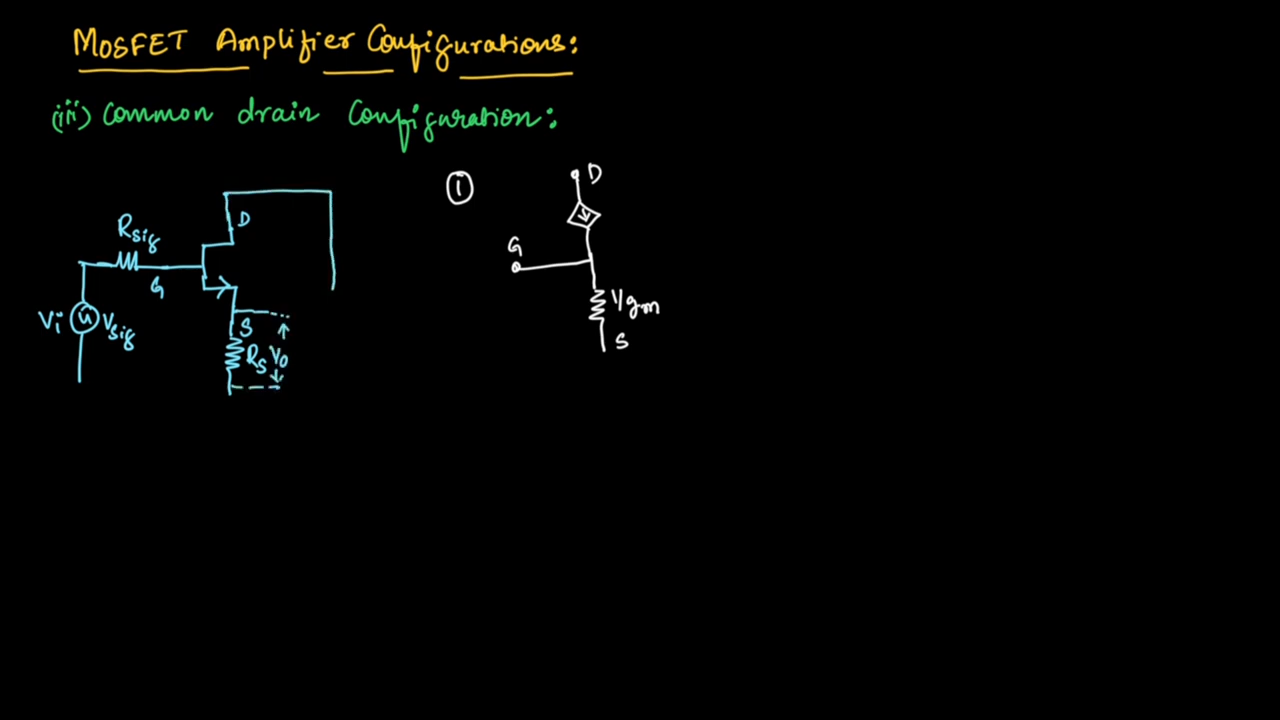 MOSFET Amplifier Configurations:
(iii) Common drain Configuration:
1
D
D
Rsig
G
G
1/gm
Vi
Vsig
S
S
Rs
Vo